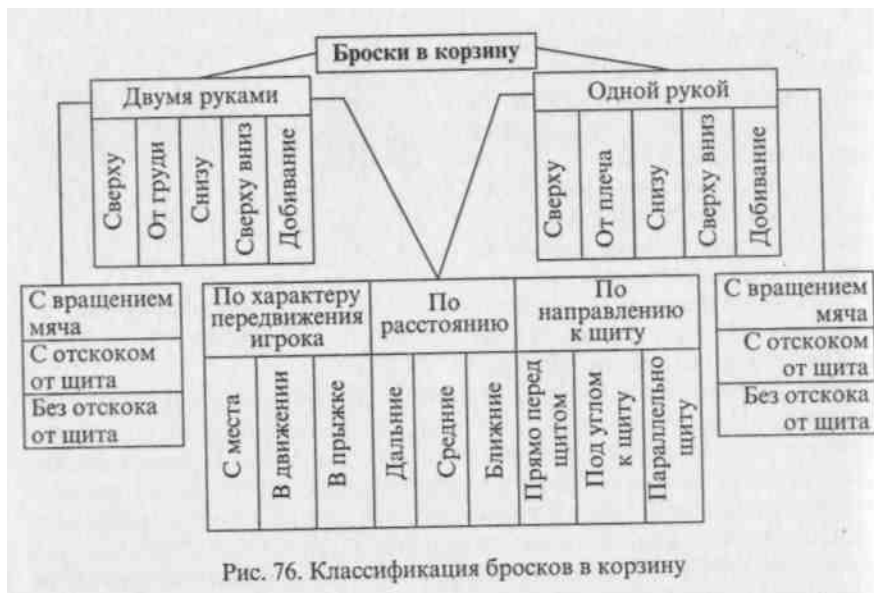 Броски в корзину
Двумя руками
Одной рукой
Сверху
От груди
Снизу
Сверху вниз
Добивание
Сверху
От плеча
Снизу
Сверху вниз
Добивание
С вращением
мяча
С отскоком
от щита
Без отскока
от щита
По характеру
передвижения
игрока
По
расстоянию
По
направлению
к щиту
С места
В движении
В прыжке
Дальние
Средние
Ближние
Прямо перед
щитом
Под углом
к щиту
Параллельно
щиту
С вращением
мяча
С отскоком
от щита
Без отскока
от щита
Рис. 76. Классификация бросков в корзину